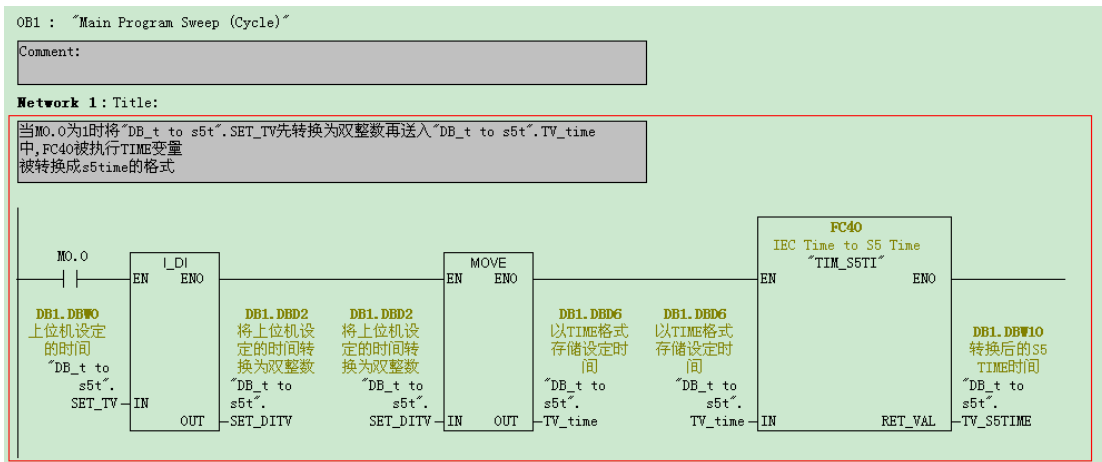 OB1 :  "Main Program Sweep (Cycle)"
Comment:
Network 1: Title:
当M0.0为1时将"DB_t to s5t".SET_TV先转换为双整数再送入"DB_t to s5t".TV_time
中,FC40被执行TIME变量
被转换成s5time的格式
M0.0
I_DI
EN
ENO
DB1.DBW0
上位机设定
的时间
"DB_t to
s5t".
SET_TV
IN
OUT
DB1.DBD2
将上位机设
定的时间转
换为双整数
"DB_t to
s5t".
SET_DITV
DB1.DBD2
将上位机设
定的时间转
换为双整数
"DB_t to
s5t".
SET_DITV
MOVE
EN
ENO
IN
OUT
DB1.DBD6
以TIME格式
存储设定时
间
"DB_t to
s5t".
TV_time
DB1.DBD6
以TIME格式
存储设定时
间
"DB_t to
s5t".
TV_time
FC40
IEC Time to S5 Time
"TIM_S5TI"
EN
ENO
IN
RET_VAL
DB1.DBW10
转换后的S5
TIME时间
"DB_t to
s5t".
TV_S5TIME